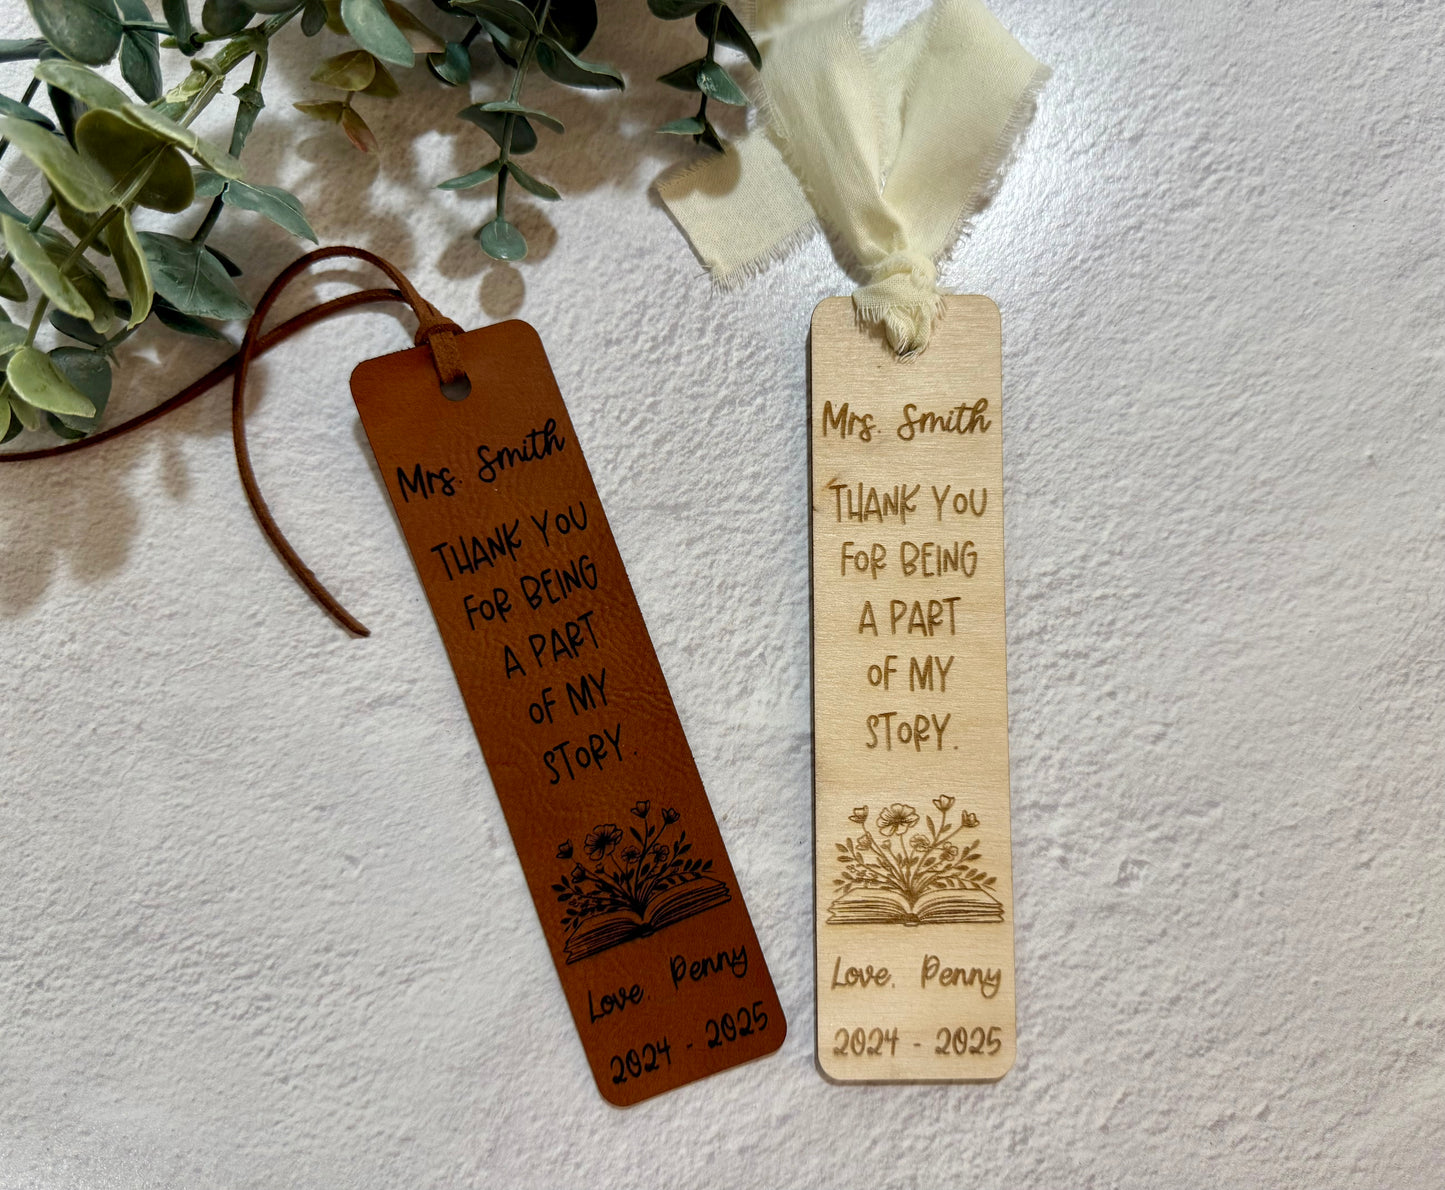 Mrs. Smith
THANK YOU
FOR BEING
A PART
OF MY
STORY.
Love, Penny
2024 - 2025
Mrs. Smith
THANK YOU
FOR BEING
A PART
OF MY
STORY.
Love, Penny
2024 - 2025